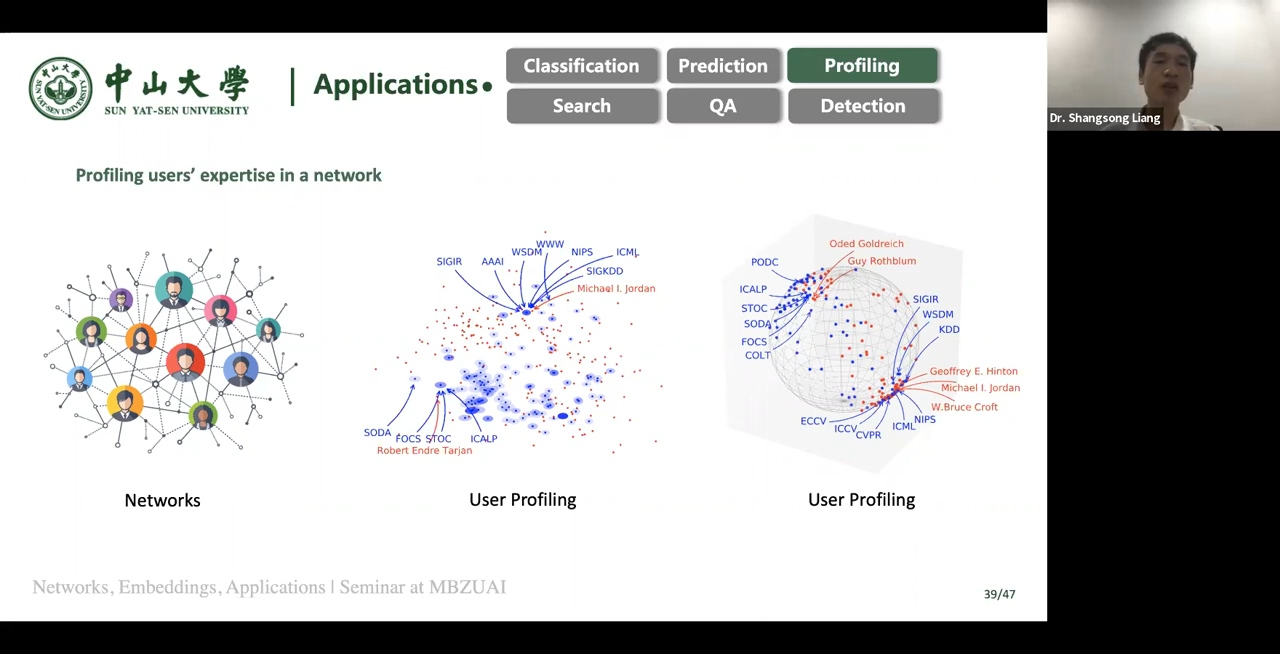 中山大學
SUN YAT-SEN UNIVERSITY
SUN YAT-SEN UNIVERSITY
Applications
Classification
Prediction
Profiling
Search
QA
Detection
Dr. Shangsong Liang
Profiling users' expertise in a network
SIGIR
AAAI
WSDM
WWW
NIPS
ICML
SIGKDD
Michael I. Jordan
SODA
FOCS
STOC
ICALP
Robert Endre Tarjan
Oded Goldreich
Guy Rothblum
PODC
ICALP
STOC
SODA
FOCS
COLT
SIGIR
WSDM
KDD
Geoffrey E. Hinton
Michael I. Jordan
W.Bruce Croft
ECCV
ICCV
CVPR
ICML
NIPS
Networks
User Profiling
User Profiling
Networks, Embeddings, Applications | Seminar at MBZUAI
39/47